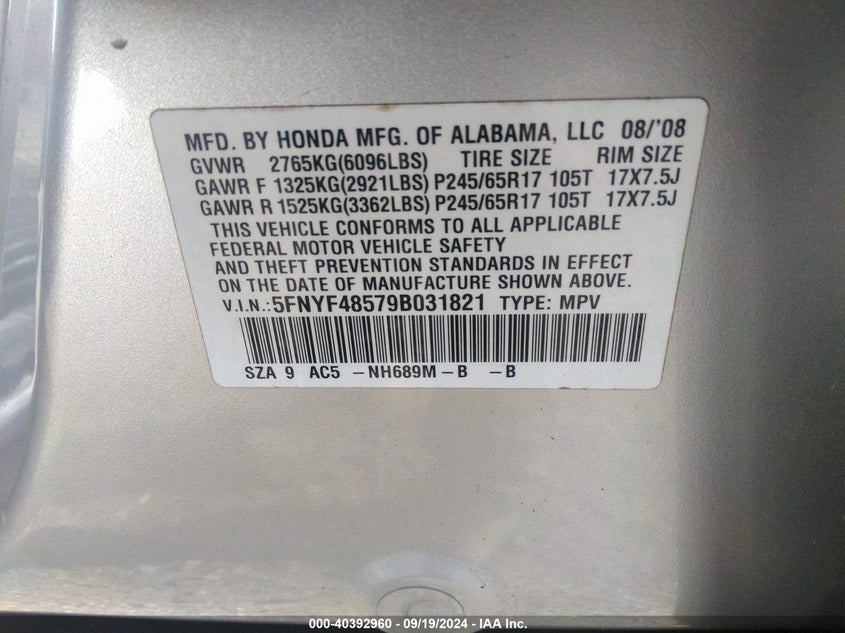 MFD. BY HONDA MFG. OF ALABAMA, LLC 08/'08
GVWR 2765KG(6096LBS) TIRE SIZE RIM SIZE
GAWR F 1325KG(2921LBS) P245/65R17 105T 17X7.5J
GAWR R 1525KG(3362LBS) P245/65R17 105T 17X7.5J
THIS VEHICLE CONFORMS TO ALL APPLICABLE
FEDERAL MOTOR VEHICLE SAFETY
AND THEFT PREVENTION STANDARDS IN EFFECT
ON THE DATE OF MANUFACTURE SHOWN ABOVE.
V.I.N.:5FNYF48579B031821 TYPE: MPV
SZA 9 AC5 -NH689M-B -B
000-40392960 - 09/19/2024 - IAA Inc.